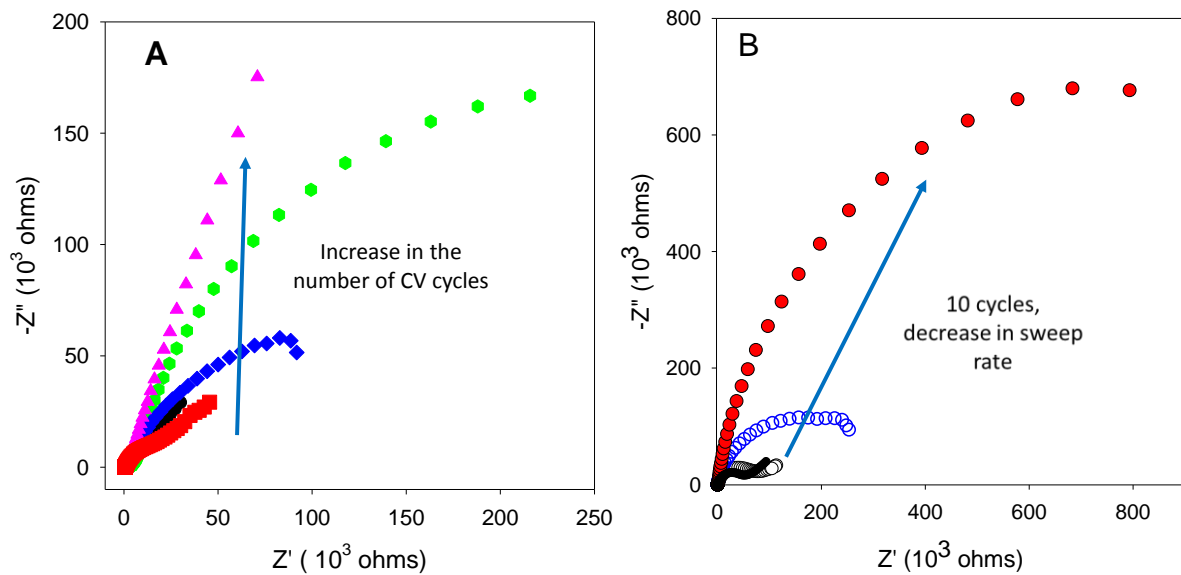 A
200
150
100
50
0
-Z'' (10³ ohms)
Increase in the
number of CV cycles
0 50 100 150 200 250
Z' ( 10³ ohms)
B
800
600
400
200
0
-Z'' (10³ ohms)
10 cycles,
decrease in sweep
rate
0 200 400 600 800
Z' (10³ ohms)